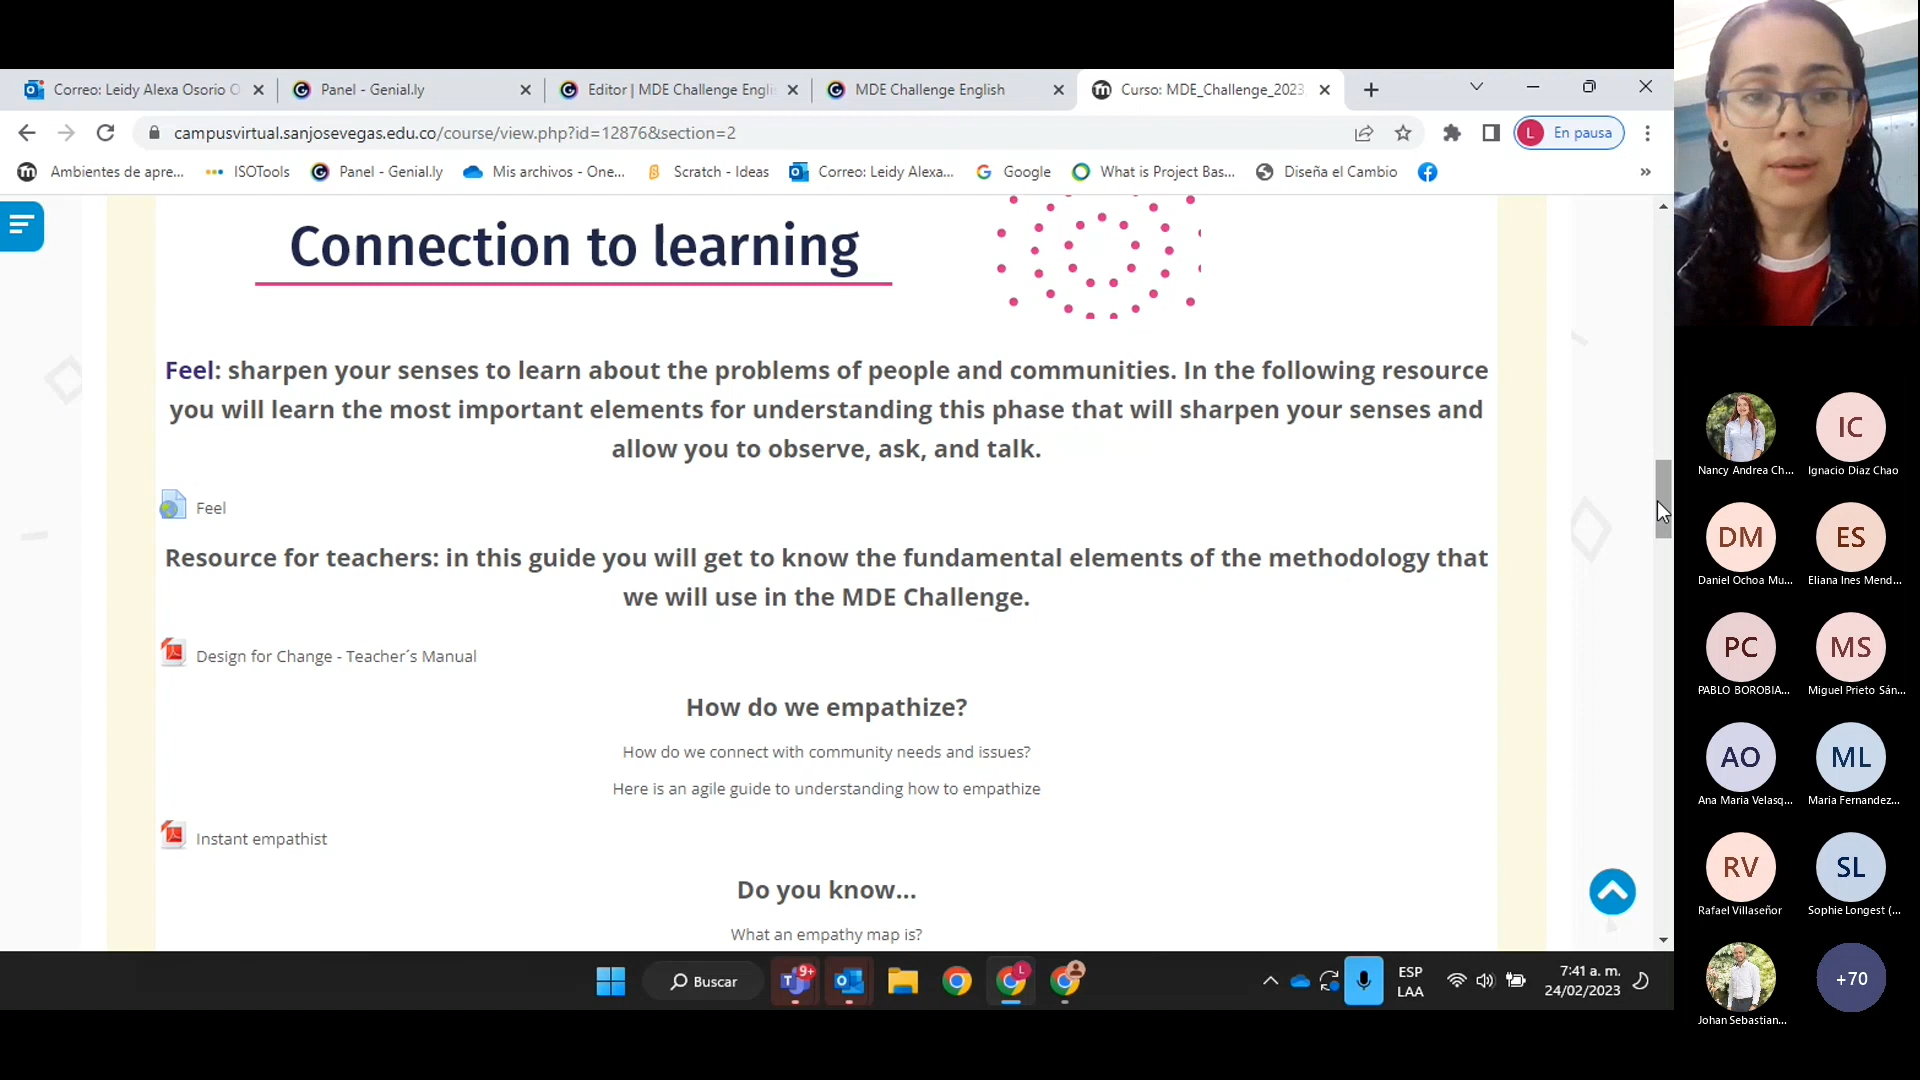 Correo: Leidy Alexa Osorio O
Panel - Genial.ly
Editor | MDE Challenge Engli
MDE Challenge English
Curso: MDE_Challenge_2023
campusvirtual.sanjosevegas.edu.co/course/view.php?id=12876&section=2
L En pausa
Ambientes de apre...
ISOTools
Panel - Genial.ly
Mis archivos - One...
Scratch - Ideas
Correo: Leidy Alexa...
Google
What is Project Bas...
Diseña el Cambio
Connection to learning
Feel: sharpen your senses to learn about the problems of people and communities. In the following resource
you will learn the most important elements for understanding this phase that will sharpen your senses and
allow you to observe, ask, and talk.
Feel
Resource for teachers: in this guide you will get to know the fundamental elements of the methodology that
we will use in the MDE Challenge.
Design for Change - Teacher´s Manual
How do we empathize?
How do we connect with community needs and issues?
Here is an agile guide to understanding how to empathize
Instant empathist
Do you know...
What an empathy map is?
Buscar
9+
L
ESP
LAA
7:41 a. m.
24/02/2023
Nancy Andrea Ch...
IC
Ignacio Diaz Chao
DM
Daniel Ochoa Mu...
ES
Eliana Ines Mend...
PC
PABLO BOROBIA...
MS
Miguel Prieto Sán...
AO
Ana Maria Velasq...
ML
Maria Fernandez...
RV
Rafael Villaseñor
SL
Sophie Longest (...
Johan Sebastian...
+70